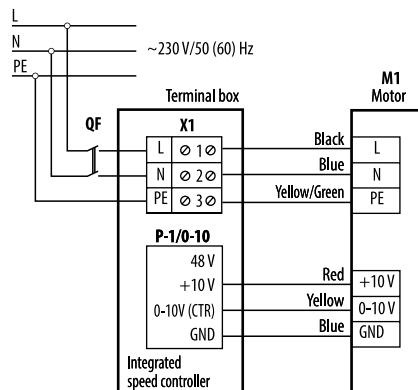 L
N
~230 V/50 (60) Hz
PE
M1
Motor
Terminal box
QF
X1
L 1 Black L
N 2 Blue N
PE 3 Yellow/Green PE
P-1/0-10
48 V
+10 V Red +10 V
0-10V (CTR) Yellow 0-10 V
GND Blue GND
Integrated
speed controller